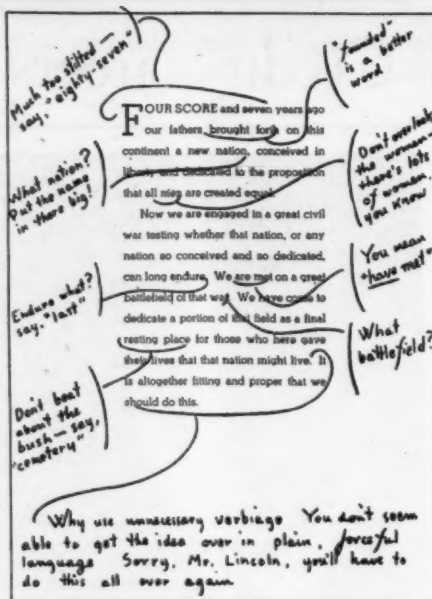 Much too stilted —
say, "eighty-seven"
"founded"
is a better
word
FOUR SCORE and seven years ago
our fathers brought forth on this
continent a new nation, conceived in
liberty and dedicated to the proposition
that all men are created equal.
Now we are engaged in a great civil
war testing whether that nation, or any
nation so conceived and so dedicated,
can long endure. We are met on a great
battlefield of that war. We have come to
dedicate a portion of that field as a final
resting place for those who here gave
their lives that that nation might live. It
is altogether fitting and proper that we
should do this.
What nation?
Put the name
in there big!
Don't overlook
the women —
there's lots
of women,
you know
Endure what?
say, "last"
You mean
"have met"
What
battlefield?
Don't beat
about the
bush — say,
"cemetery"
Why use unnecessary verbiage You don't seem
able to get the idea over in plain, forceful
language Sorry, Mr. Lincoln, you'll have to
do this all over again